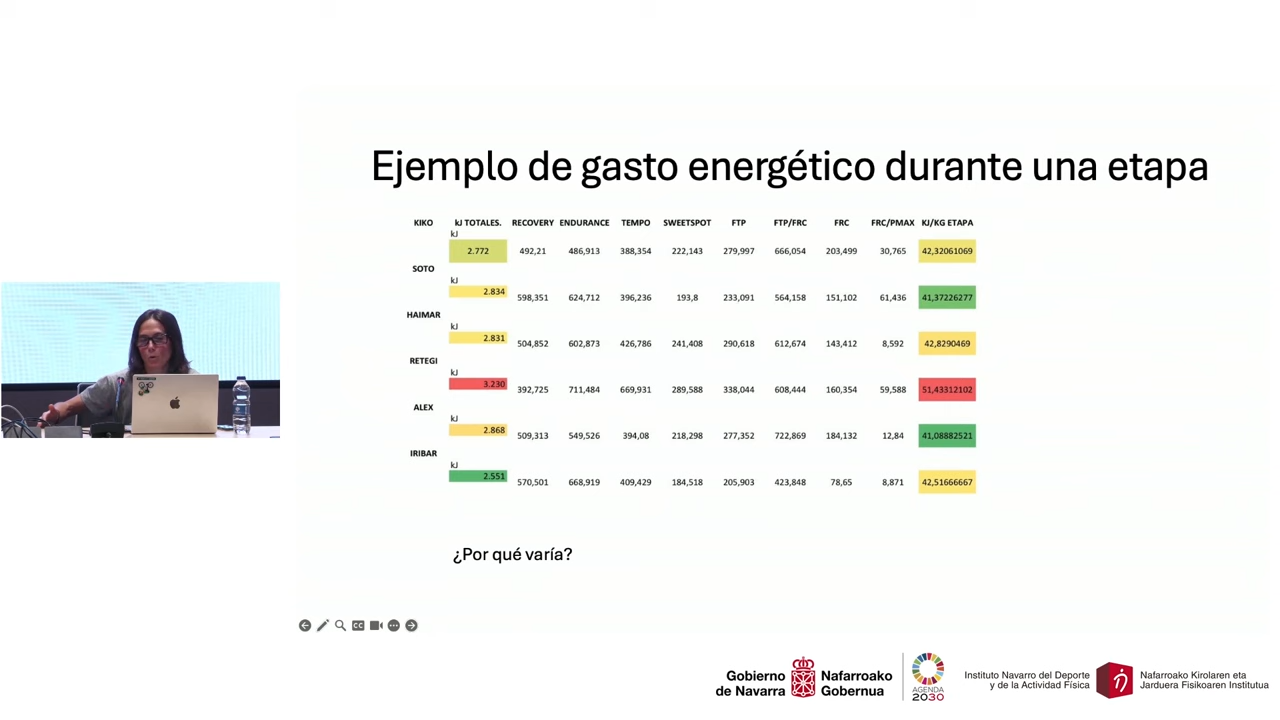 Ejemplo de gasto energético durante una etapa
KIKO kJ TOTALES. RECOVERY ENDURANCE TEMPO SWEETSPOT FTP FTP/FRC FRC FRC/PMAX KJ/KG ETAPA
kJ
2.772 492,21 486,913 388,354 222,143 279,997 666,054 203,499 30,765 42,32061069
SOTO
kJ
2.834 598,351 624,712 396,236 193,8 233,091 564,158 151,102 61,436 41,37226277
HAIMAR
kJ
2.831 504,852 602,873 426,786 241,408 290,618 612,674 143,412 8,592 42,8290469
RETEGI
kJ
3.230 392,725 711,484 669,931 289,588 338,044 608,444 160,354 59,588 51,43312102
ALEX
kJ
2.868 509,313 549,526 394,08 218,298 277,352 722,869 184,132 12,84 41,08882521
IRIBAR
kJ
2.551 570,501 668,919 409,429 184,518 205,903 423,848 78,65 8,871 42,51666667
¿Por qué varía?
CC
Gobierno de Navarra
Nafarroako Gobernua
AGENDA 2030
Instituto Navarro del Deporte
y de la Actividad Física
Nafarroako Kirolaren eta
Jarduera Fisikoaren Institutua